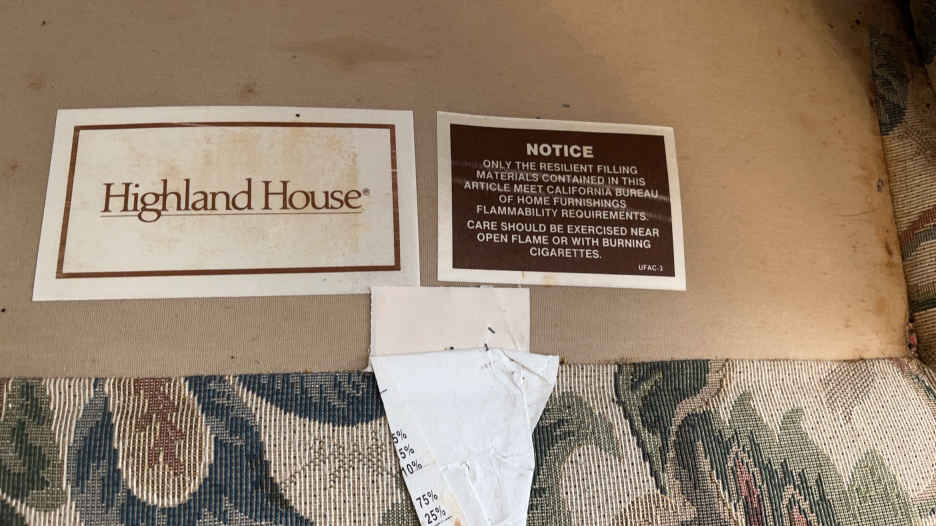 Highland House®
NOTICE
ONLY THE RESILIENT FILLING
MATERIALS CONTAINED IN THIS
ARTICLE MEET CALIFORNIA BUREAU
OF HOME FURNISHINGS
FLAMMABILITY REQUIREMENTS.
CARE SHOULD BE EXERCISED NEAR
OPEN FLAME OR WITH BURNING
CIGARETTES.
UFAC-3
5%
5%
10%
75%
25%